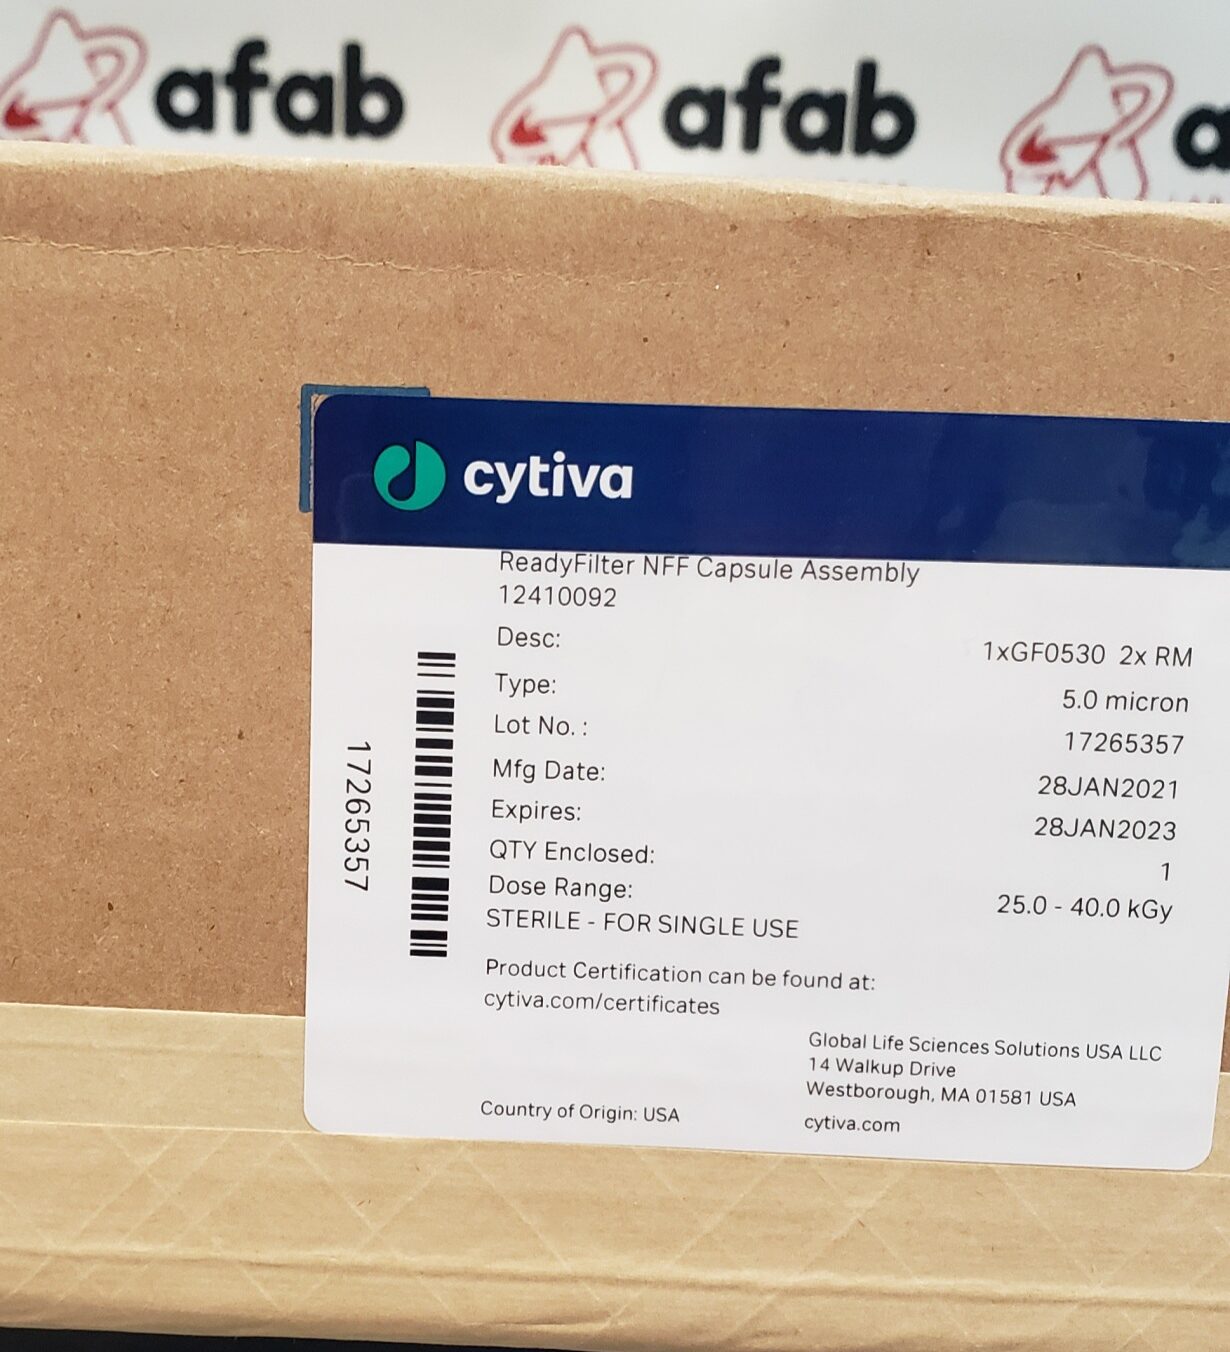 afab afab
cytiva
ReadyFilter NFF Capsule Assembly
12410092
Desc: 1xGF0530 2x RM
Type: 5.0 micron
Lot No. : 17265357
Mfg Date: 28JAN2021
Expires: 28JAN2023
QTY Enclosed: 1
Dose Range: 25.0 - 40.0 kGy
STERILE - FOR SINGLE USE
17265357
Product Certification can be found at:
cytiva.com/certificates
Global Life Sciences Solutions USA LLC
14 Walkup Drive
Westborough, MA 01581 USA
Country of Origin: USA
cytiva.com